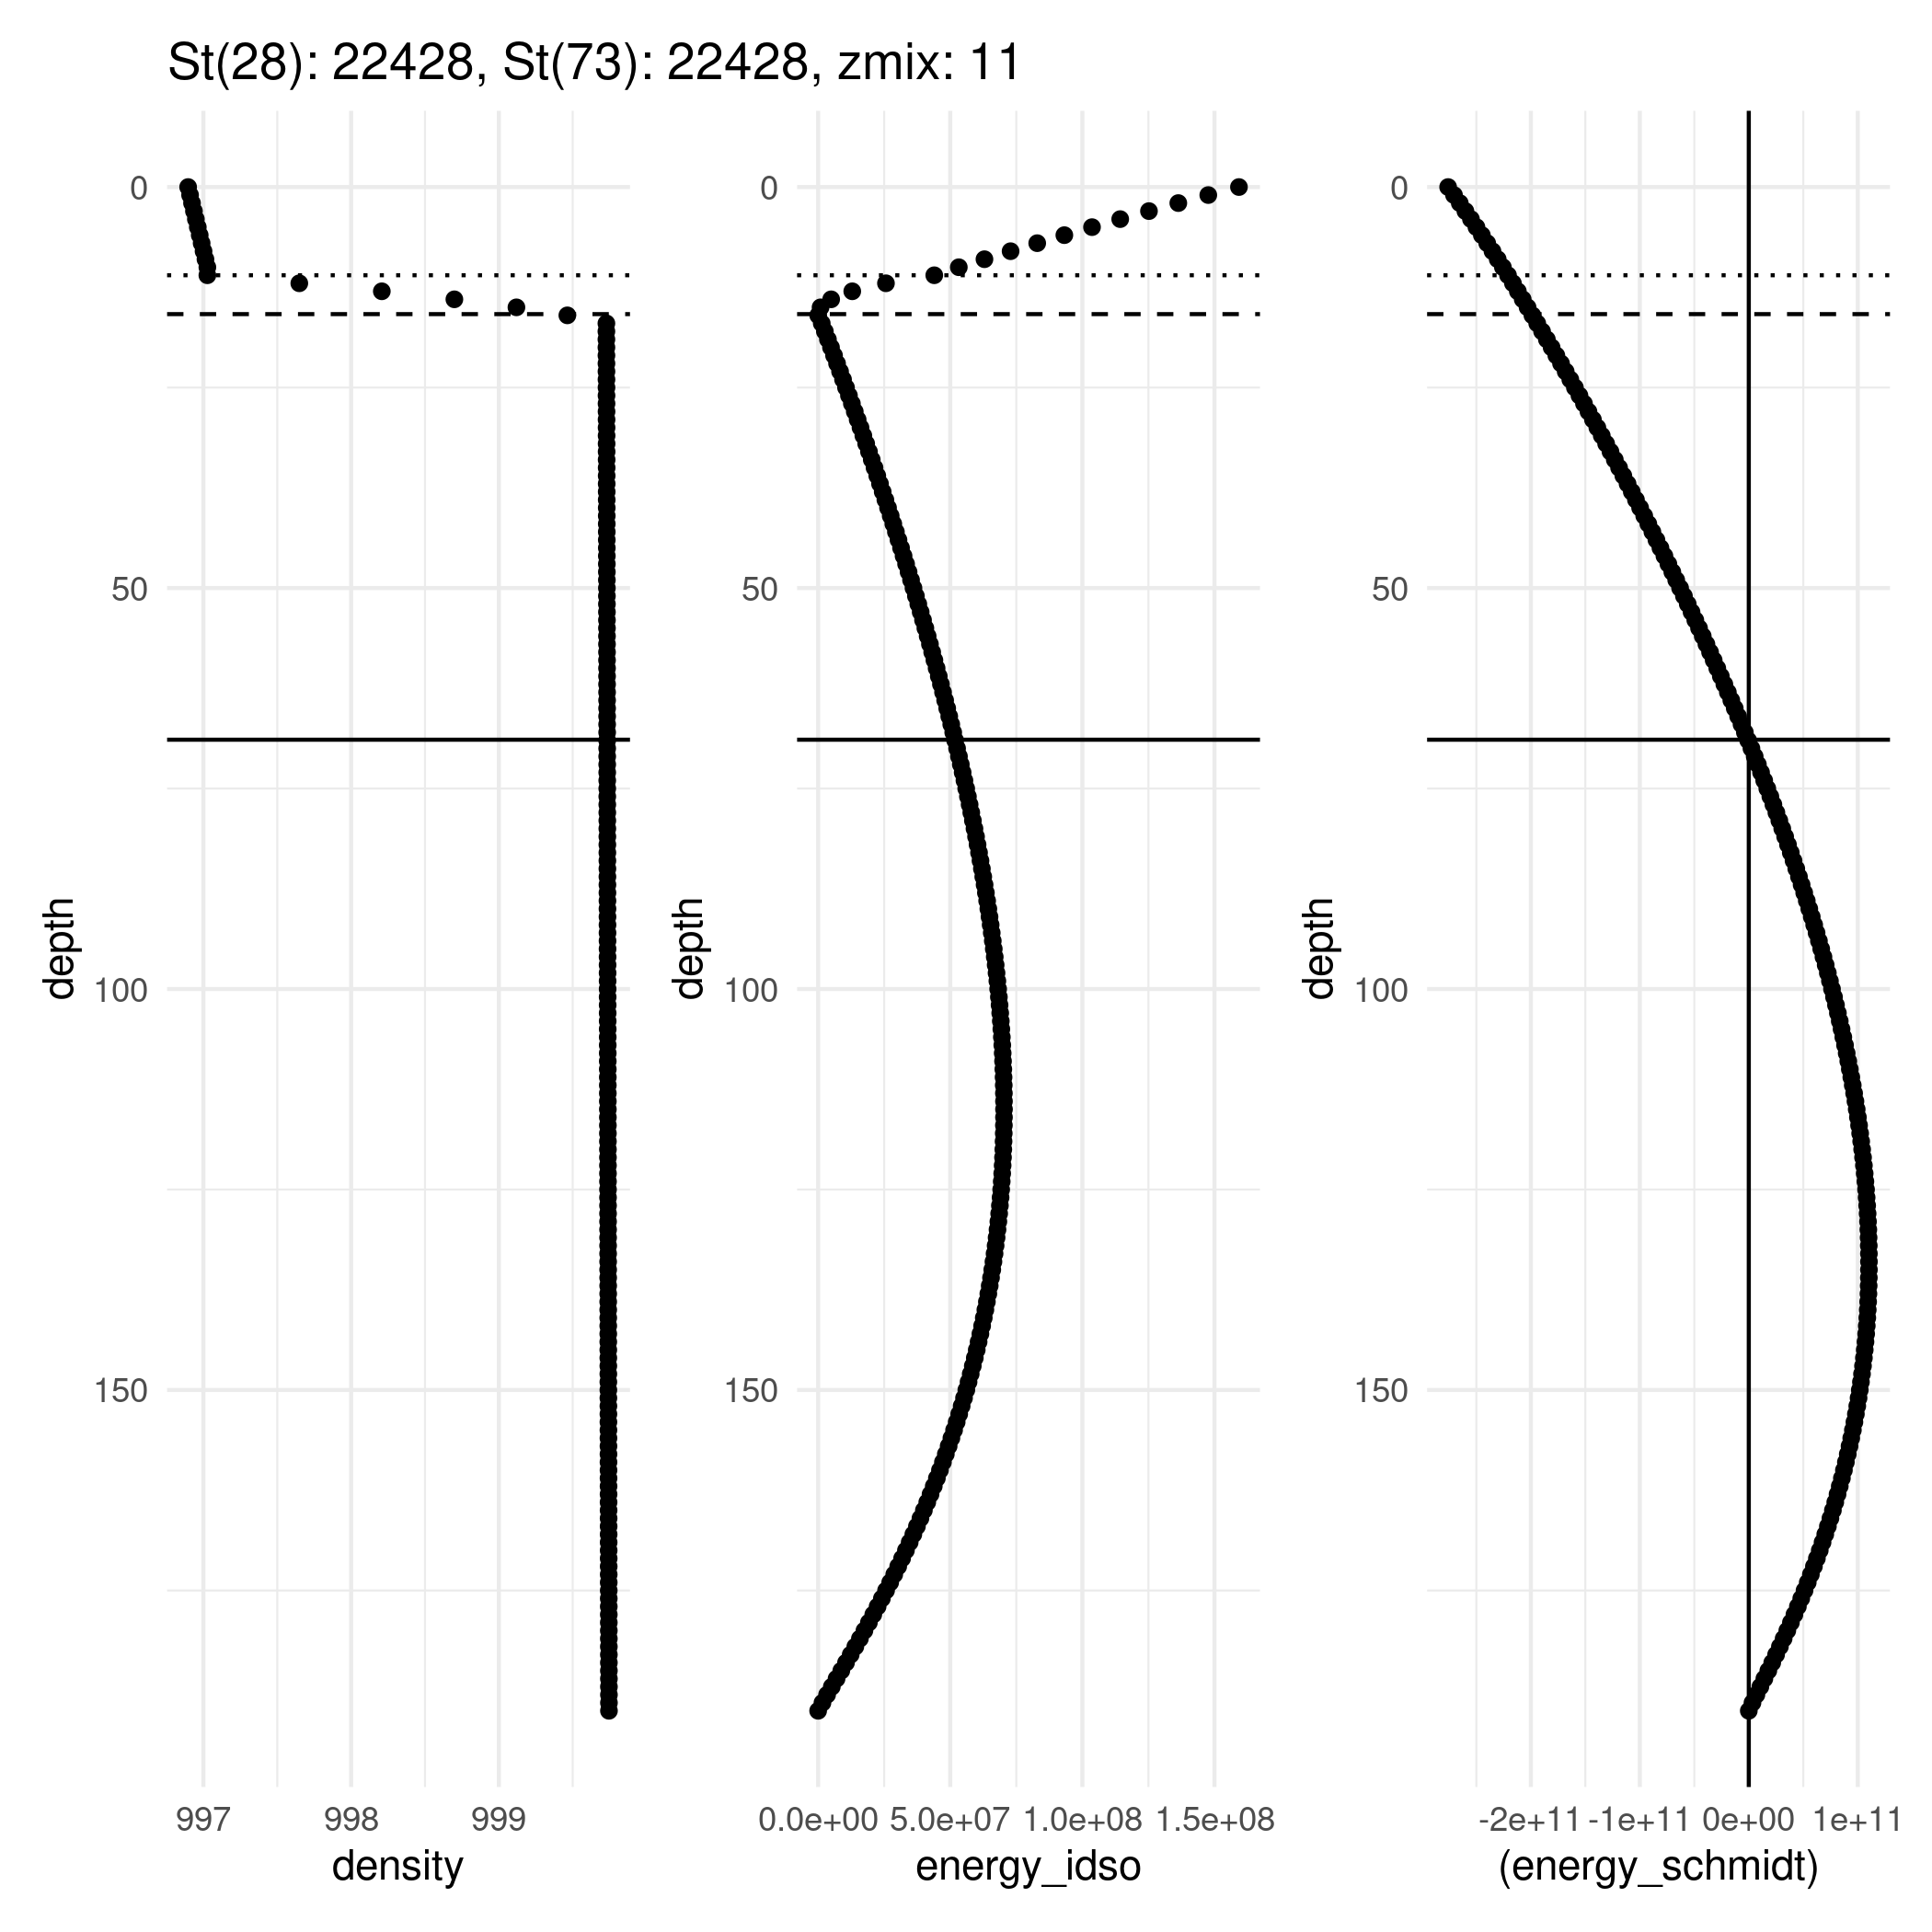 St(28): 22428, St(73): 22428, zmix: 11
0
50
100
150
depth
997 998 999
density
0
50
100
150
depth
0.0e+00 5.0e+07 1.0e+08 1.5e+08
energy_idso
0
50
100
150
depth
-2e+11 -1e+11 0e+00 1e+11
(energy_schmidt)